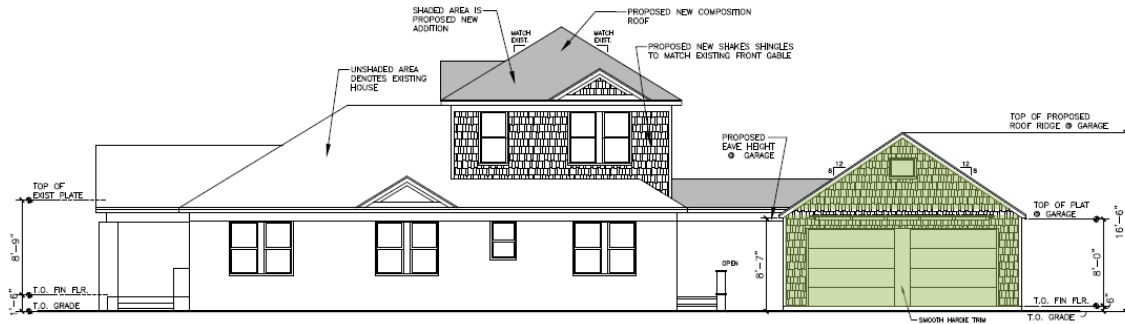 SHADED AREA IS
PROPOSED NEW
ADDITION
MATCH
EXIST.
MATCH
EXIST.
PROPOSED NEW COMPOSITION
ROOF
PROPOSED NEW SHAKES SHINGLES
TO MATCH EXISTING FRONT GABLE
UNSHADED AREA
DENOTES EXISTING
HOUSE
TOP OF PROPOSED
ROOF RIDGE @ GARAGE
PROPOSED
EAVE HEIGHT
@ GARAGE
12
8
12
8
TOP OF
EXIST PLATE
TOP OF PLAT
@ GARAGE
8'-9"
8'-7"
8'-0"
16'-6"
OPEN
T.O. FIN FLR.
1'-6"
T.O. GRADE
T.O. FIN FLR.
6"
T.O. GRADE
SMOOTH HARDIE TRIM